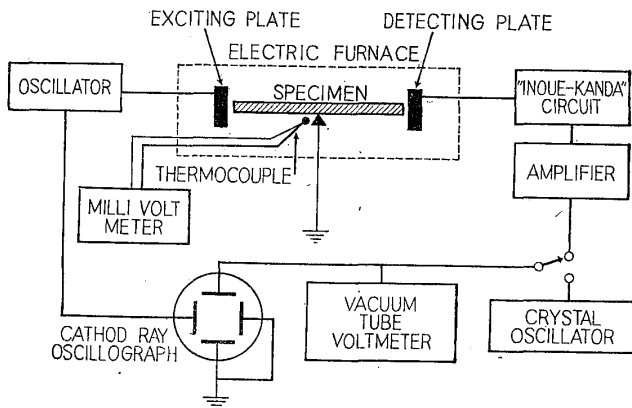 EXCITING PLATE
DETECTING PLATE
ELECTRIC FURNACE
OSCILLATOR
SPECIMEN
"INOUE-KANDA"
CIRCUIT
THERMOCOUPLE
AMPLIFIER
MILLI VOLT
METER
VACUUM
TUBE
VOLTMETER
CRYSTAL
OSCILLATOR
CATHOD RAY
OSCILLOGRAPH